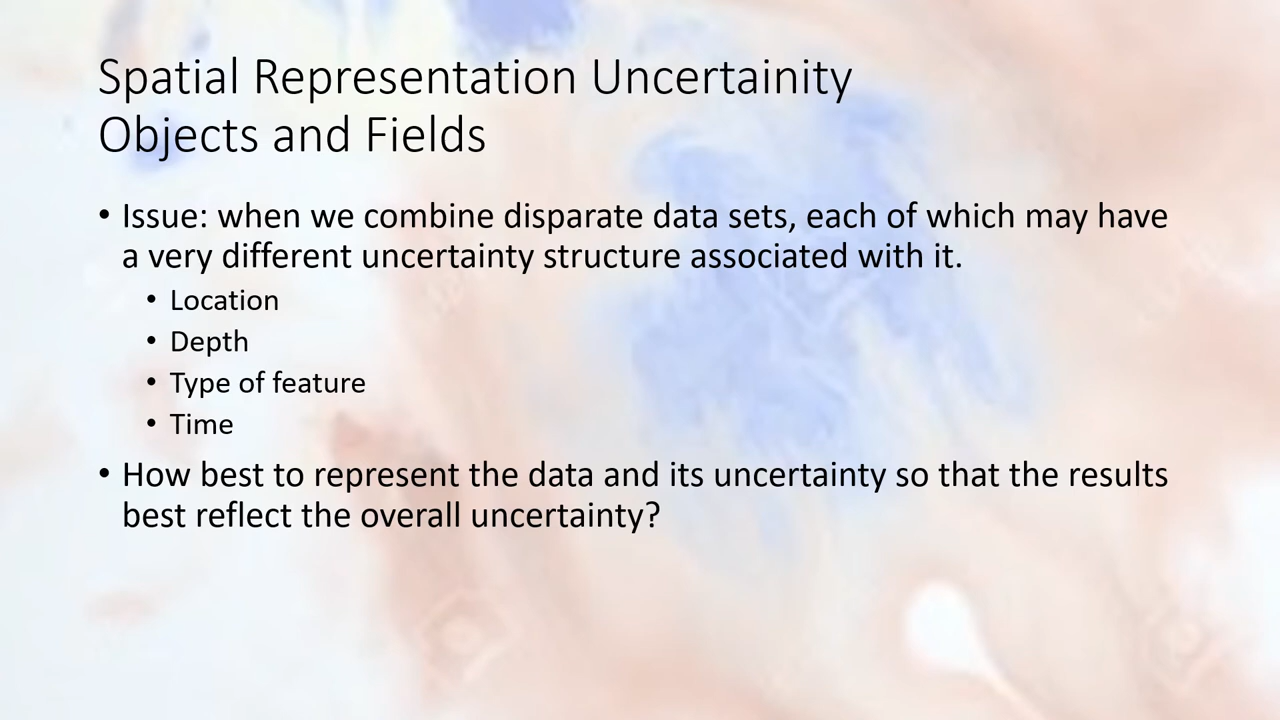 Spatial Representation Uncertainity
Objects and Fields
• Issue: when we combine disparate data sets, each of which may have
a very different uncertainty structure associated with it.
• Location
• Depth
• Type of feature
• Time
• How best to represent the data and its uncertainty so that the results
best reflect the overall uncertainty?